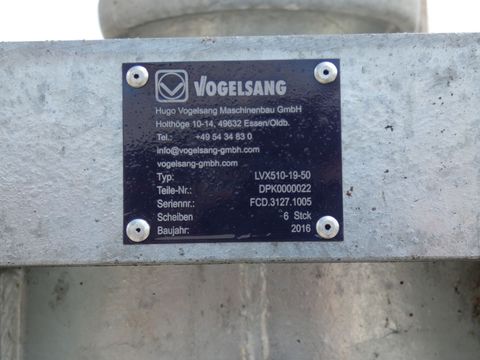 VOGELSANG
Hugo Vogelsang Maschinenbau GmbH
Holthöge 10-14, 49632 Essen/Oldb.
Tel.: +49 54 34 83 0
info@vogelsang-gmbh.com
vogelsang-gmbh.com
Typ: LVX510-19-50
Teile-Nr.: DPK0000022
Seriennr.: FCD.3127.1005
Scheiben 6 Stck
Baujahr: 2016